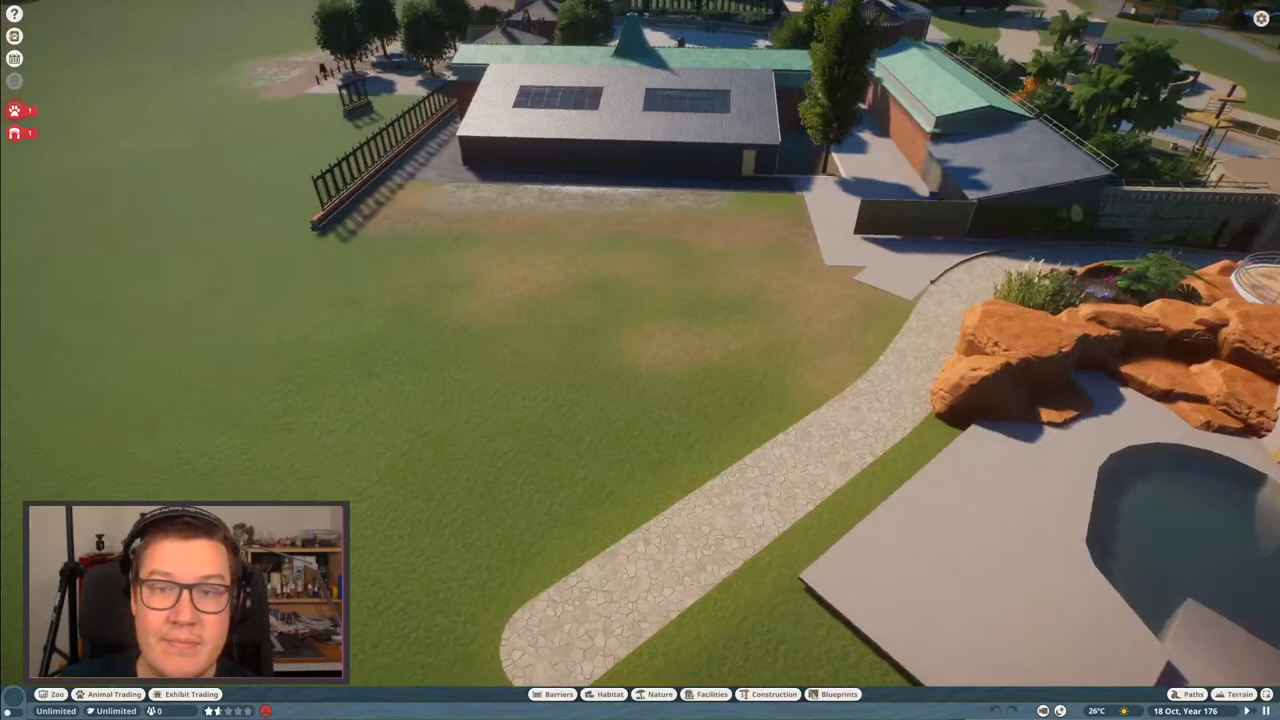 ?
1
1
Zoo Animal Trading Exhibit Trading Barriers Habitat Nature Facilities Construction Blueprints Paths Terrain
Unlimited Unlimited 0 26°C 18 Oct, Year 176